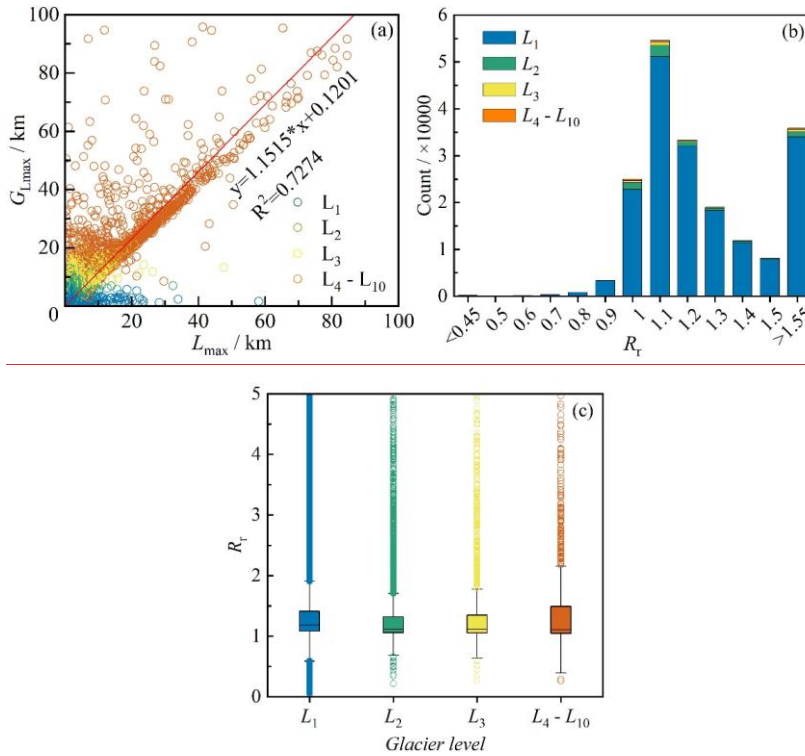 (a)
100
80
60
40
20
0
G_Lmax / km
y=1.1515*x+0.1201
R²=0.7274
L₁
L₂
L₃
L₄ - L₁₀
20 40 60 80 100
L_max / km
(b)
6
5
4
3
2
1
0
Count / ×10000
L₁
L₂
L₃
L₄ - L₁₀
<0.45 0.5 0.6 0.7 0.8 0.9 1 1.1 1.2 1.3 1.4 1.5 >1.55
R_r
(c)
5
4
3
2
1
0
R_r
L₁ L₂ L₃ L₄ - L₁₀
Glacier level